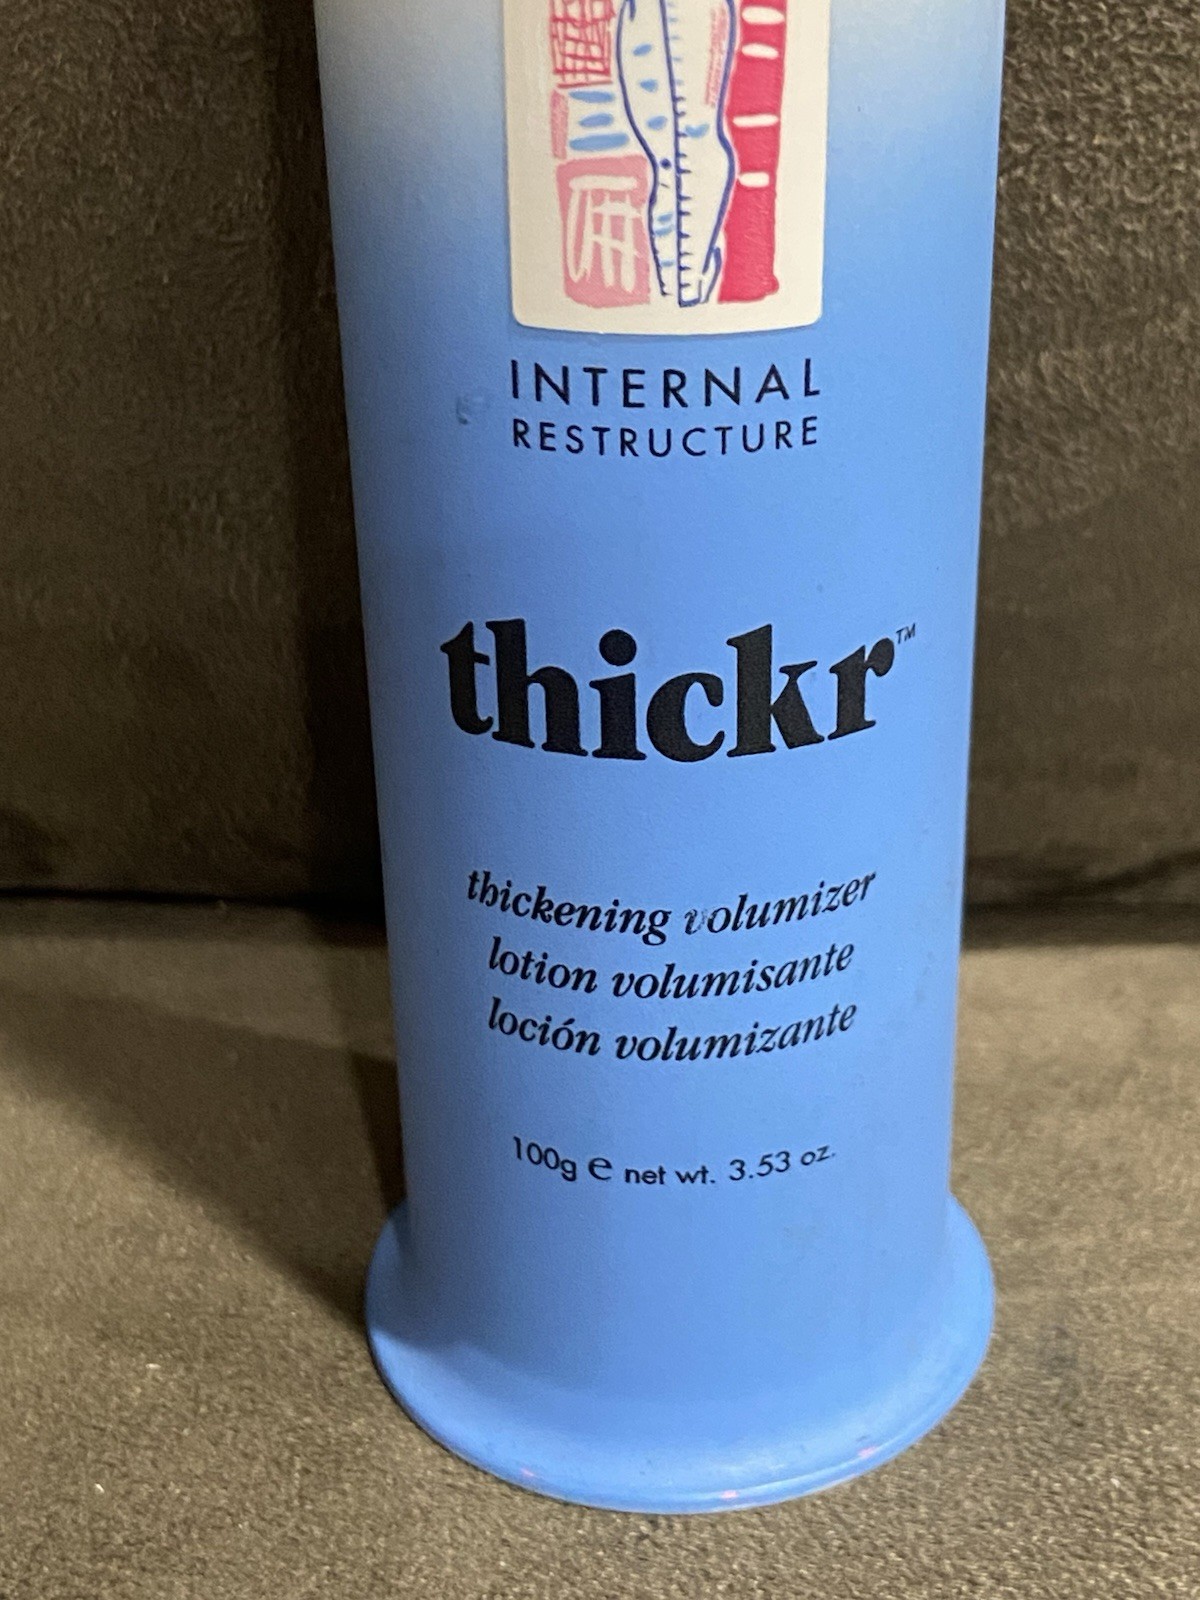 INTERNAL
RESTRUCTURE
thickr™
thickening volumizer
lotion volumisante
loción volumizante
100g e net wt. 3.53 oz.